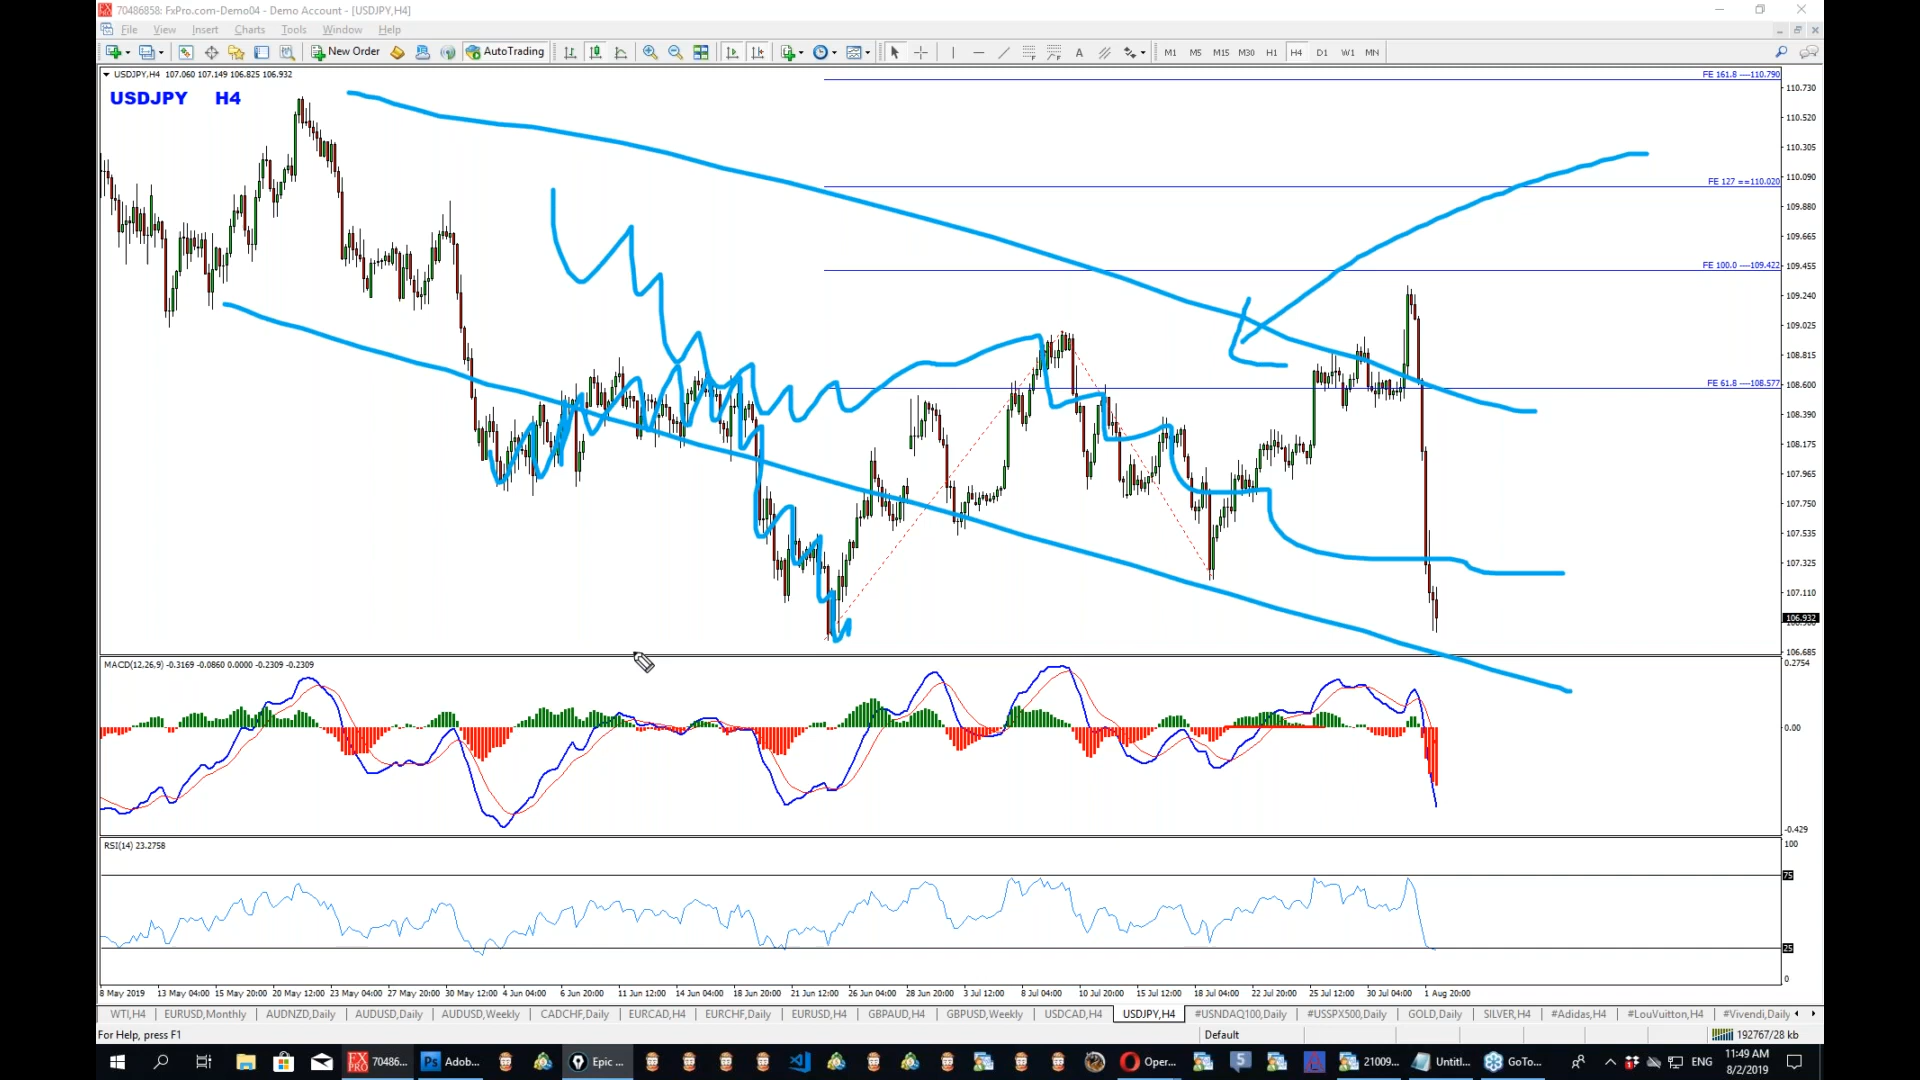 70486858: FxPro.com-Demo04 - Demo Account - [USDJPY,H4]
File View Insert Charts Tools Window Help
New Order AutoTrading A M1 M5 M15 M30 H1 H4 D1 W1 MN
USDJPY,H4 107.060 107.149 106.825 106.932
USDJPY H4
FE 161.8 ----110.790
FE 127 ==110.020
FE 100.0 ----109.422
FE 61.8 ----108.577
110.730
110.520
110.305
110.090
109.880
109.665
109.455
109.240
109.025
108.815
108.600
108.390
108.175
107.965
107.750
107.535
107.325
107.110
106.932
106.685
MACD(12,26,9) -0.3169 -0.0860 0.0000 -0.2309 -0.2309
0.2754
0.00
-0.429
RSI(14) 23.2758
100
75
25
0
8 May 2019 13 May 04:00 15 May 20:00 20 May 12:00 23 May 04:00 27 May 20:00 30 May 12:00 4 Jun 04:00 6 Jun 20:00 11 Jun 12:00 14 Jun 04:00 18 Jun 20:00 21 Jun 12:00 26 Jun 04:00 28 Jun 20:00 3 Jul 12:00 8 Jul 04:00 10 Jul 20:00 15 Jul 12:00 18 Jul 04:00 22 Jul 20:00 25 Jul 12:00 30 Jul 04:00 1 Aug 20:00
WTI,H4 EURUSD,Monthly AUDNZD,Daily AUDUSD,Daily AUDUSD,Weekly CADCHF,Daily EURCAD,H4 EURCHF,Daily EURUSD,H4 GBPAUD,H4 GBPUSD,Weekly USDCAD,H4 USDJPY,H4 #USNDAQ100,Daily #USSPX500,Daily GOLD,Daily SILVER,H4 #Adidas,H4 #LouVuitton,H4 #Vivendi,Daily
For Help, press F1 Default 192767/28 kb
70486... Adob... Epic ... Oper... 21009... Untitl... GoTo... ENG 11:49 AM
8/2/2019